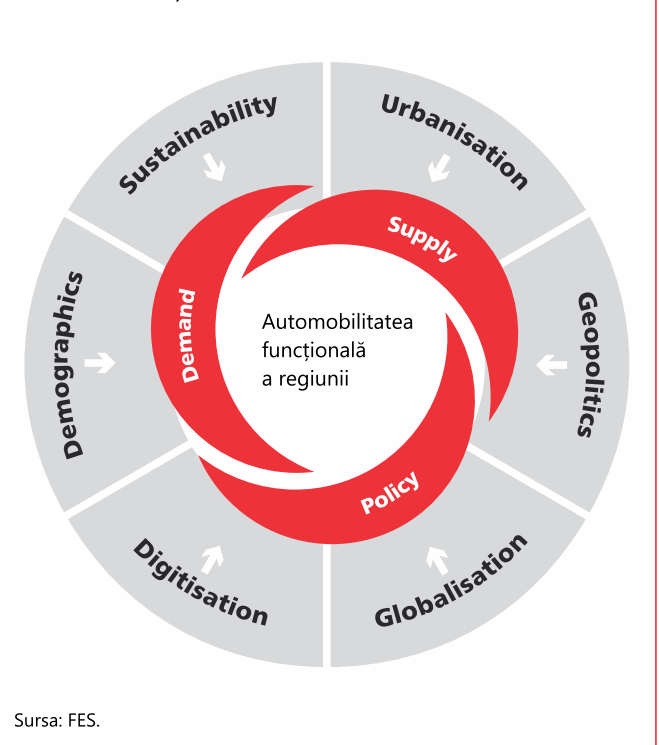 Sustainability
Urbanisation
Supply
Demand
Demographics
Geopolitics
Automobilitatea
funcțională
a regiunii
Policy
Digitisation
Globalisation
Sursa: FES.